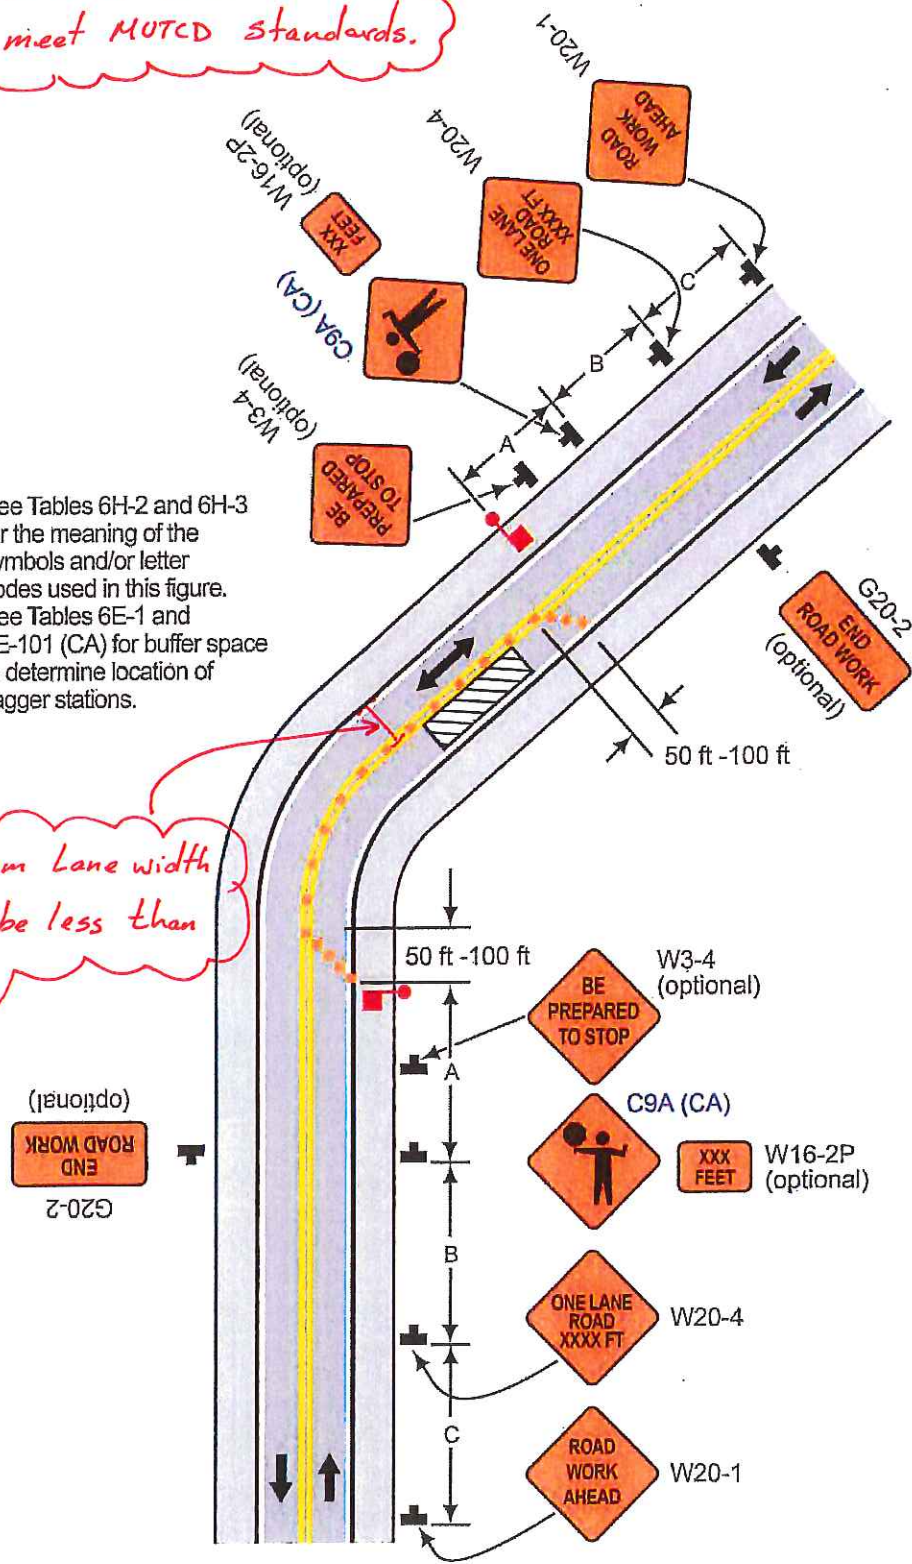 meet MUTCD standards.
W20-1
ROAD
WORK
AHEAD
W20-4
ONE LANE
ROAD
XXXX FT
W16-2P
(optional)
XXX
FEET
C9A (CA)
W3-4
(optional)
BE
PREPARED
TO STOP
ee Tables 6H-2 and 6H-3
r the meaning of the
ymbols and/or letter
odes used in this figure.
ee Tables 6E-1 and
E-101 (CA) for buffer space
determine location of
agger stations.
A
B
C
G20-2
END
ROAD WORK
(optional)
50 ft -100 ft
m Lane width
be less than
50 ft -100 ft
W3-4
(optional)
BE
PREPARED
TO STOP
A
C9A (CA)
XXX
FEET
W16-2P
(optional)
(optional)
END
ROAD WORK
G20-2
B
ONE LANE
ROAD
XXXX FT
W20-4
C
ROAD
WORK
AHEAD
W20-1